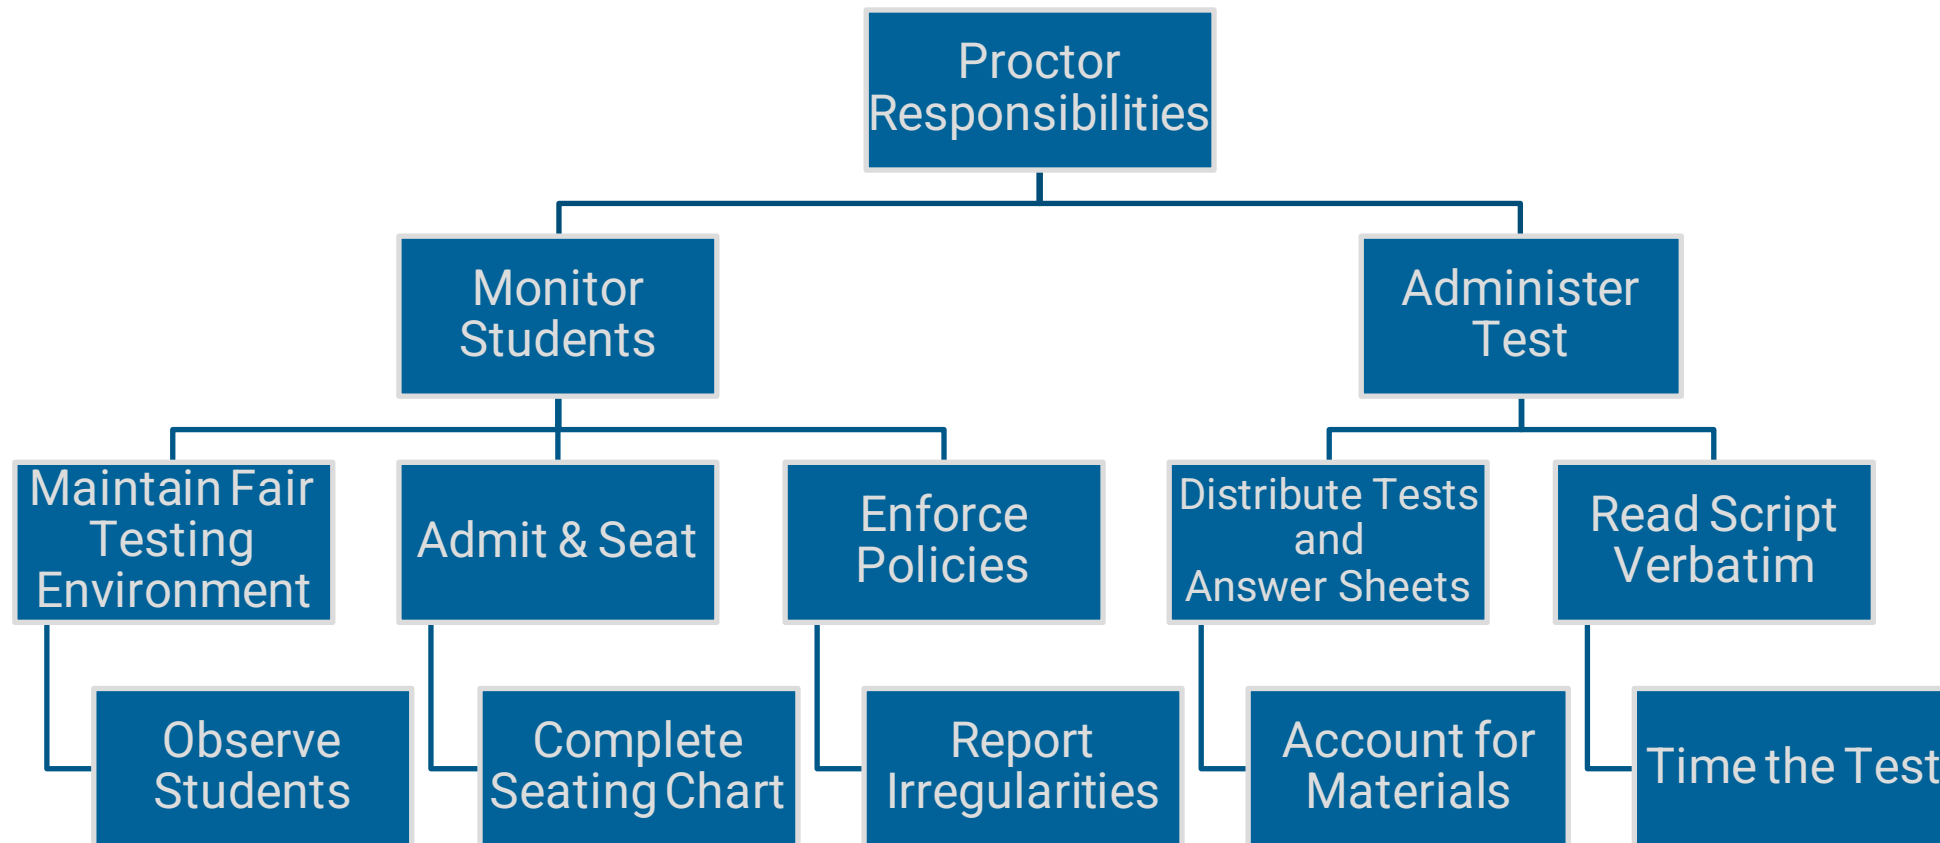 Proctor
Responsibilities
Monitor
Students
Administer
Test
Maintain Fair
Testing
Environment
Admit & Seat
Enforce
Policies
Distribute Tests
and
Answer Sheets
Read Script
Verbatim
Observe
Students
Complete
Seating Chart
Report
Irregularities
Account for
Materials
Time the Test